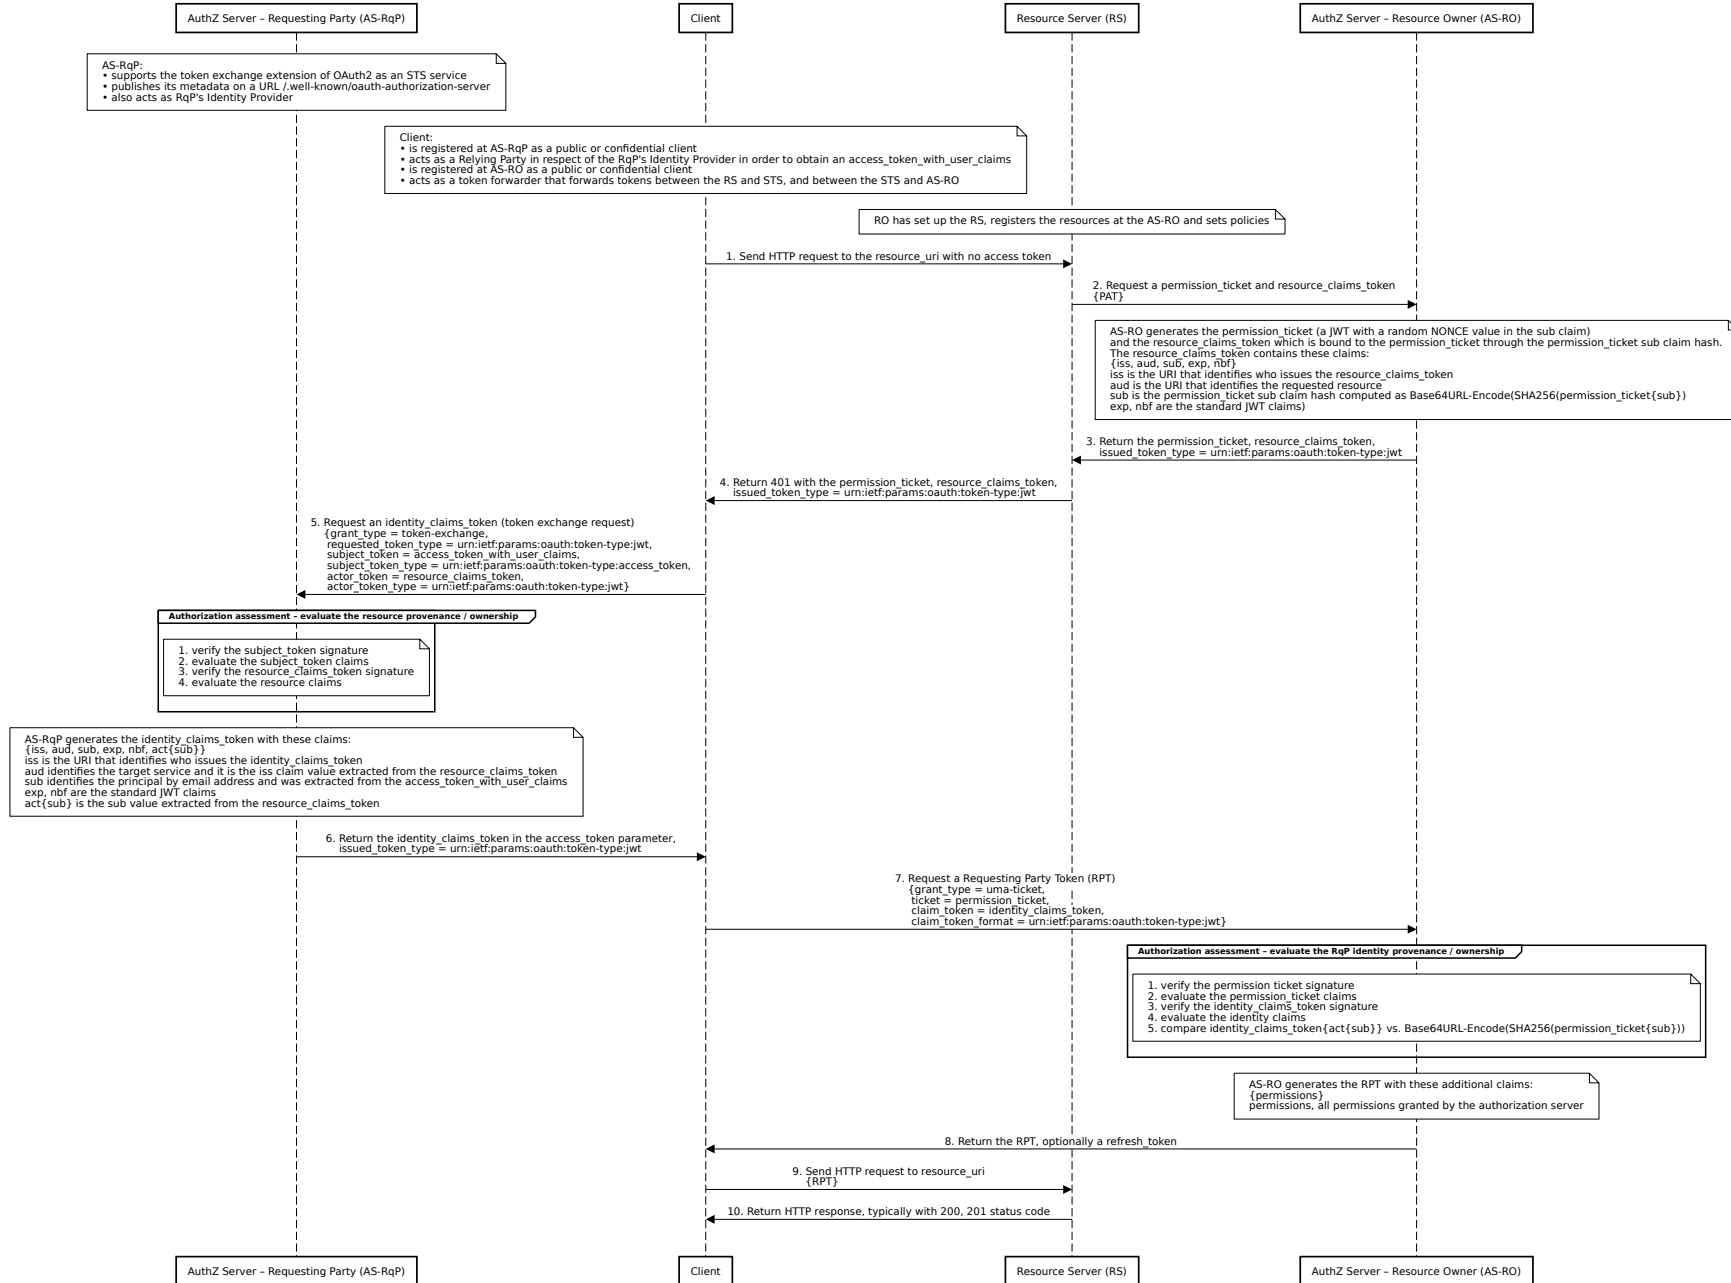 AuthZ Server – Requesting Party (AS-RqP)
Client
Resource Server (RS)
AuthZ Server – Resource Owner (AS-RO)
AS-RqP:
• supports the token exchange extension of OAuth2 as an STS service
• publishes its metadata on a URL /.well-known/oauth-authorization-server
• also acts as RqP's Identity Provider
Client:
• is registered at AS-RqP as a public or confidential client
• acts as a Relying Party in respect of the RqP's Identity Provider in order to obtain an access_token_with_user_claims
• is registered at AS-RO as a public or confidential client
• acts as a token forwarder that forwards tokens between the RS and STS, and between the STS and AS-RO
RO has set up the RS, registers the resources at the AS-RO and sets policies
1. Send HTTP request to the resource_uri with no access token
2. Request a permission_ticket and resource_claims_token
{PAT}
AS-RO generates the permission_ticket (a JWT with a random NONCE value in the sub claim)
and the resource_claims_token which is bound to the permission_ticket through the permission_ticket sub claim hash.
The resource_claims_token contains these claims:
{iss, aud, sub, exp, nbf}
iss is the URI that identifies who issues the resource_claims_token
aud is the URI that identifies the requested resource
sub is the permission_ticket sub claim hash computed as Base64URL-Encode(SHA256(permission_ticket{sub})
exp, nbf are the standard JWT claims)
3. Return the permission_ticket, resource_claims_token,
issued_token_type = urn:ietf:params:oauth:token-type:jwt
4. Return 401 with the permission_ticket, resource_claims_token,
issued_token_type = urn:ietf:params:oauth:token-type:jwt
5. Request an identity_claims_token (token exchange request)
{grant_type = token-exchange,
requested_token_type = urn:ietf:params:oauth:token-type:jwt,
subject_token = access_token_with_user_claims,
subject_token_type = urn:ietf:params:oauth:token-type:access_token,
actor_token = resource_claims_token,
actor_token_type = urn:ietf:params:oauth:token-type:jwt}
Authorization assessment – evaluate the resource provenance / ownership
1. verify the subject_token signature
2. evaluate the subject_token claims
3. verify the resource_claims_token signature
4. evaluate the resource claims
AS-RqP generates the identity_claims_token with these claims:
{iss, aud, sub, exp, nbf, act{sub}}
iss is the URI that identifies who issues the identity_claims_token
aud identifies the target service and it is the iss claim value extracted from the resource_claims_token
sub identifies the principal by email address and was extracted from the access_token_with_user_claims
exp, nbf are the standard JWT claims
act{sub} is the sub value extracted from the resource_claims_token
6. Return the identity_claims_token in the access_token parameter,
issued_token_type = urn:ietf:params:oauth:token-type:jwt
7. Request a Requesting Party Token (RPT)
{grant_type = uma-ticket,
ticket = permission_ticket,
claim_token = identity_claims_token,
claim_token_format = urn:ietf:params:oauth:token-type:jwt}
Authorization assessment – evaluate the RqP identity provenance / ownership
1. verify the permission ticket signature
2. evaluate the permission_ticket claims
3. verify the identity_claims_token signature
4. evaluate the identity claims
5. compare identity_claims_token{act{sub}} vs. Base64URL-Encode(SHA256(permission_ticket{sub}))
AS-RO generates the RPT with these additional claims:
{permissions}
permissions, all permissions granted by the authorization server
8. Return the RPT, optionally a refresh_token
9. Send HTTP request to resource_uri
{RPT}
10. Return HTTP response, typically with 200, 201 status code
AuthZ Server – Requesting Party (AS-RqP)
Client
Resource Server (RS)
AuthZ Server – Resource Owner (AS-RO)